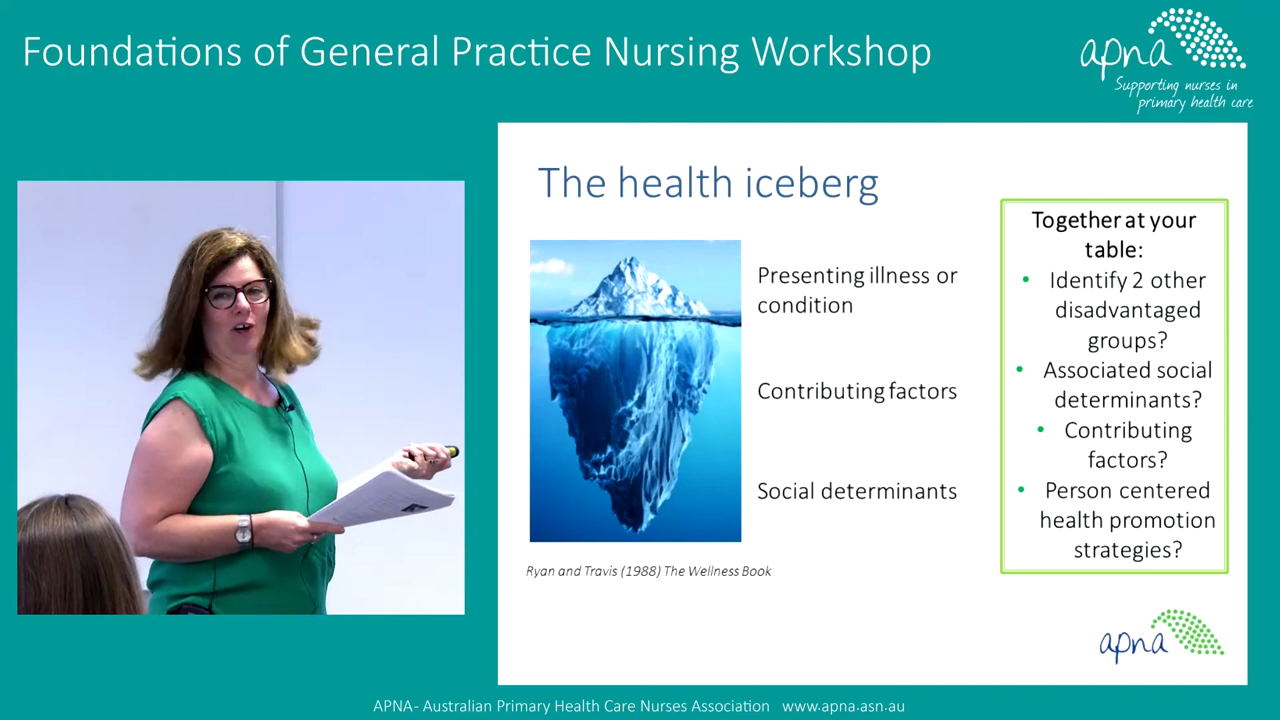 Foundations of General Practice Nursing Workshop
apna
Supporting nurses in
primary health care
The health iceberg
Presenting illness or
condition
Contributing factors
Social determinants
Ryan and Travis (1988) The Wellness Book
Together at your
table:
• Identify 2 other
disadvantaged
groups?
• Associated social
determinants?
• Contributing
factors?
• Person centered
health promotion
strategies?
apna
APNA- Australian Primary Health Care Nurses Association www.apna.asn.au